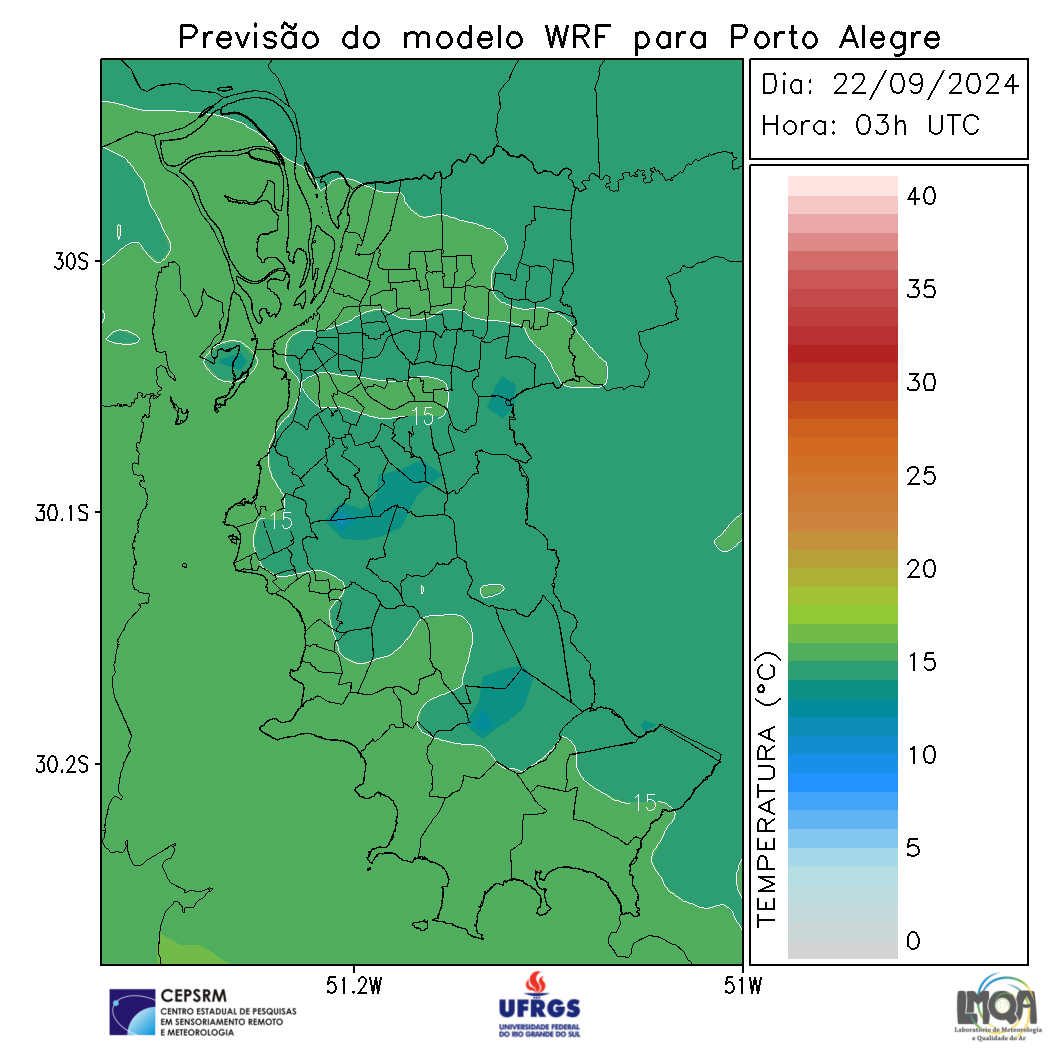 Previsão do modelo WRF para Porto Alegre
Dia: 22/09/2024
Hora: 03h UTC
40
35
30
25
20
15
10
5
0
TEMPERATURA (°C)
30S
30.1S
30.2S
51.2W
51W
15
15
15
CEPSRM
CENTRO ESTADUAL DE PESQUISAS
EM SENSORIAMENTO REMOTO
E METEOROLOGIA
UFRGS
UNIVERSIDADE FEDERAL
DO RIO GRANDE DO SUL
LMQA
Laboratório de Meteorologia
e Qualidade do Ar